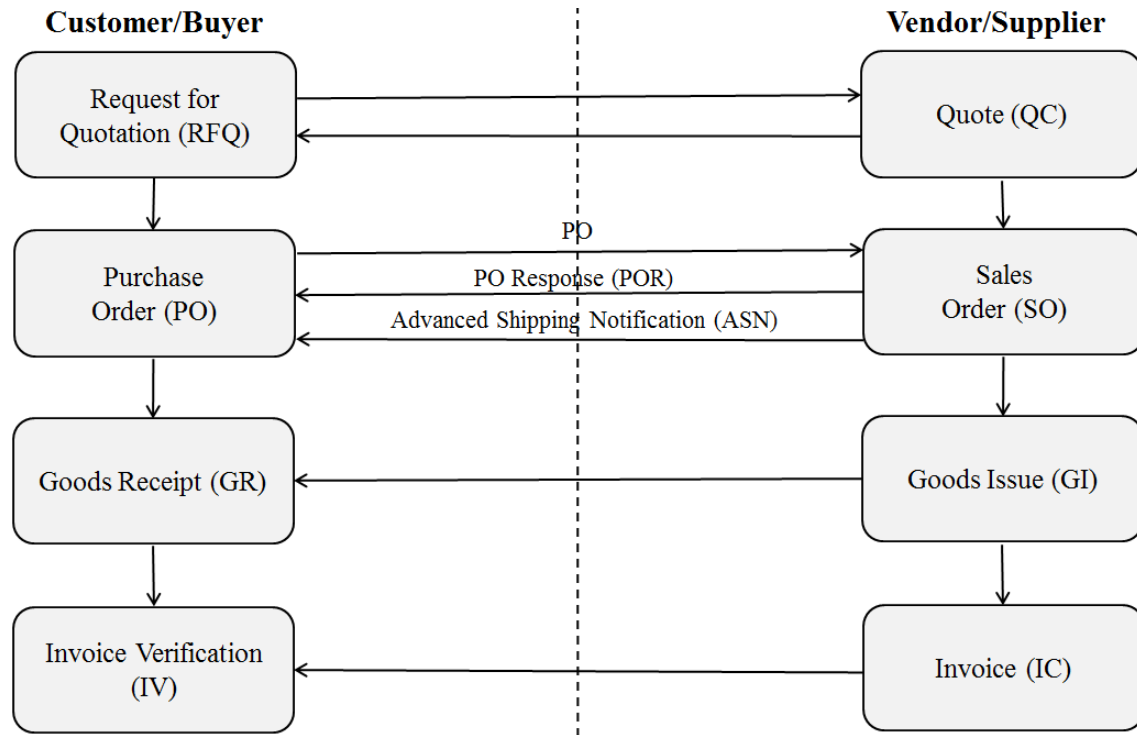 Customer/Buyer
Vendor/Supplier
Request for
Quotation (RFQ)
Quote (QC)
PO
Purchase
Order (PO)
PO Response (POR)
Advanced Shipping Notification (ASN)
Sales
Order (SO)
Goods Receipt (GR)
Goods Issue (GI)
Invoice Verification
(IV)
Invoice (IC)